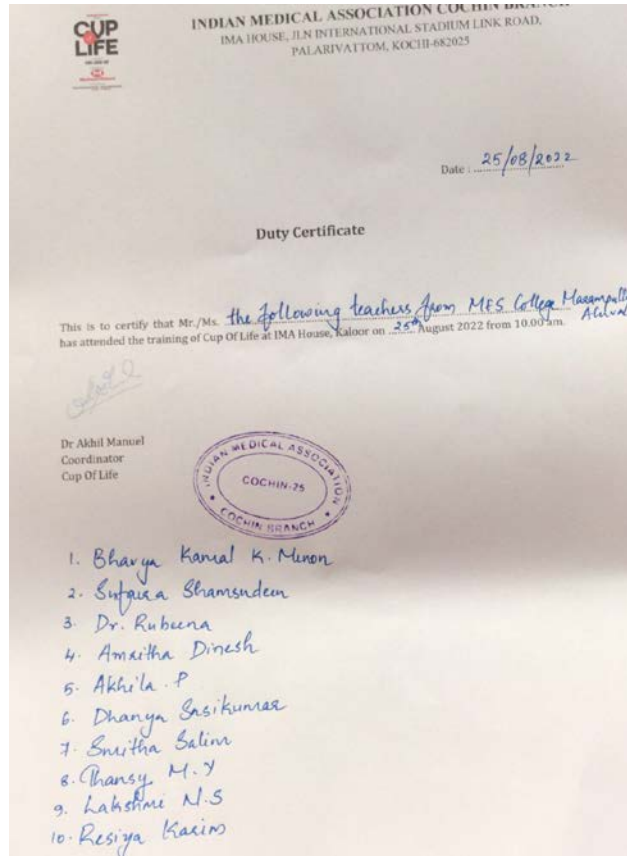 CUP
LIFE
INDIAN MEDICAL ASSOCIATION COCHIN BRANCH
IMA HOUSE, JLN INTERNATIONAL STADIUM LINK ROAD,
PALARIVATTOM, KOCHI-682025
Date : 25/08/2022
Duty Certificate
This is to certify that Mr./Ms. the following teachers from MES College Marampally
Aluva
has attended the training of Cup Of Life at IMA House, Kaloor on 25th August 2022 from 10.00 am.
Dr Akhil Manuel
Coordinator
Cup Of Life
INDIAN MEDICAL ASSOCIATION
COCHIN-25
COCHIN BRANCH
1. Bhavya Kamal K. Menon
2. Sufaira Shamsudeen
3. Dr. Rubeena
4. Amritha Dinesh
5. Akhila . P
6. Dhanya Sasikumar
7. Smitha Salim
8. Thansy M.Y
9. Lakshmi N.S
10. Resiya Kasim